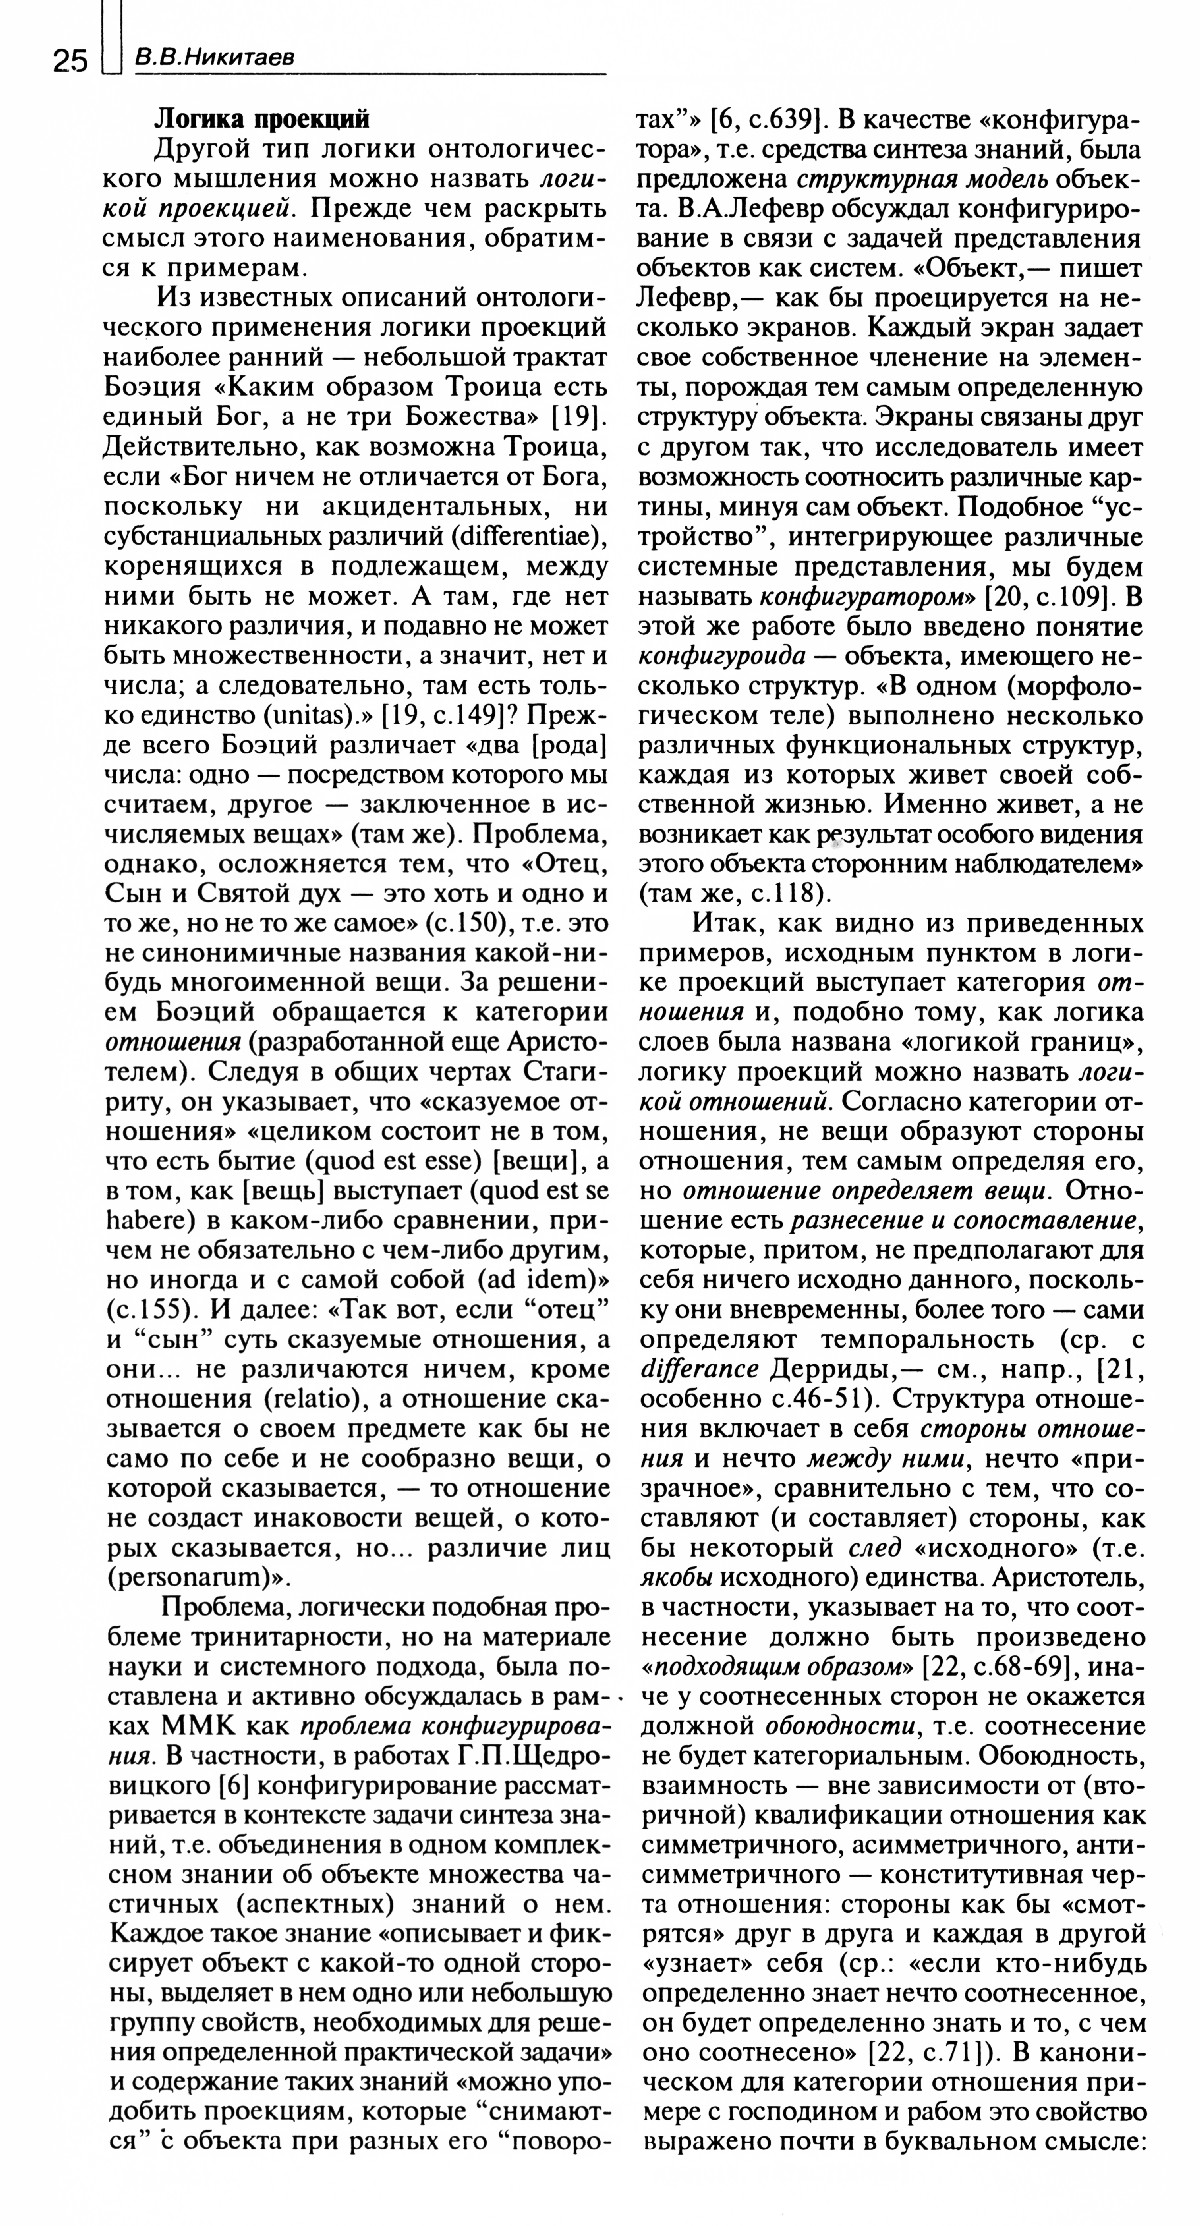 25
В.В.Никитаев
Логика проекций
Другой тип логики онтологичес-
кого мышления можно назвать логи-
кой проекцией. Прежде чем раскрыть
смысл этого наименования, обратим-
ся к примерам.
Из известных описаний онтологи-
ческого применения логики проекций
наиболее ранний — небольшой трактат
Боэция «Каким образом Троица есть
единый Бог, а не три Божества» [19].
Действительно, как возможна Троица,
если «Бог ничем не отличается от Бога,
поскольку ни акцидентальных, ни
субстанциальных различий (differentiae),
коренящихся в подлежащем, между
ними быть не может. А там, где нет
никакого различия, и подавно не может
быть множественности, а значит, нет и
числа; а следовательно, там есть толь-
ко единство (unitas).» [19, с.149]? Преж-
де всего Боэций различает «два [рода]
числа: одно — посредством которого мы
считаем, другое — заключенное в ис-
числяемых вещах» (там же). Проблема,
однако, осложняется тем, что «Отец,
Сын и Святой дух — это хоть и одно и
то же, но не то же самое» (с.150), т.е. это
не синонимичные названия какой-ни-
будь многоименной вещи. За решени-
ем Боэций обращается к категории
отношения (разработанной еще Аристо-
телем). Следуя в общих чертах Стаги-
риту, он указывает, что «сказуемое от-
ношения» «целиком состоит не в том,
что есть бытие (quod est esse) [вещи], а
в том, как [вещь] выступает (quod est se
habere) в каком-либо сравнении, при-
чем не обязательно с чем-либо другим,
но иногда и с самой собой (ad idem)»
(с.155). И далее: «Так вот, если “отец”
и “сын” суть сказуемые отношения, а
они... не различаются ничем, кроме
отношения (relatio), а отношение ска-
зывается о своем предмете как бы не
само по себе и не сообразно вещи, о
которой сказывается, — то отношение
не создаст инаковости вещей, о кото-
рых сказывается, но... различие лиц
(personarum)».
Проблема, логически подобная про-
блеме тринитарности, но на материале
науки и системного подхода, была по-
ставлена и активно обсуждалась в рам-
ках ММК как проблема конфигурирова-
ния. В частности, в работах Г.П.Щедро-
вицкого [6] конфигурирование рассмат-
ривается в контексте задачи синтеза зна-
ний, т.е. объединения в одном комплек-
сном знании об объекте множества ча-
стичных (аспектных) знаний о нем.
Каждое такое знание «описывает и фик-
сирует объект с какой-то одной сторо-
ны, выделяет в нем одно или небольшую
группу свойств, необходимых для реше-
ния определенной практической задачи»
и содержание таких знаний «можно упо-
добить проекциям, которые “снимают-
ся” с объекта при разных его “поворо-
тах”» [6, с.639]. В качестве «конфигура-
тора», т.е. средства синтеза знаний, была
предложена структурная модель объек-
та. В.А.Лефевр обсуждал конфигуриро-
вание в связи с задачей представления
объектов как систем. «Объект,— пишет
Лефевр,— как бы проецируется на не-
сколько экранов. Каждый экран задает
свое собственное членение на элемен-
ты, порождая тем самым определенную
структуру объекта. Экраны связаны друг
с другом так, что исследователь имеет
возможность соотносить различные кар-
тины, минуя сам объект. Подобное “ус-
тройство”, интегрирующее различные
системные представления, мы будем
называть конфигуратором» [20, с.109]. В
этой же работе было введено понятие
конфигуроида — объекта, имеющего не-
сколько структур. «В одном (морфоло-
гическом теле) выполнено несколько
различных функциональных структур,
каждая из которых живет своей соб-
ственной жизнью. Именно живет, а не
возникает как результат особого видения
этого объекта сторонним наблюдателем»
(там же, с.118).
Итак, как видно из приведенных
примеров, исходным пунктом в логи-
ке проекций выступает категория от-
ношения и, подобно тому, как логика
слоев была названа «логикой границ»,
логику проекций можно назвать логи-
кой отношений. Согласно категории от-
ношения, не вещи образуют стороны
отношения, тем самым определяя его,
но отношение определяет вещи. Отно-
шение есть разнесение и сопоставление,
которые, притом, не предполагают для
себя ничего исходно данного, посколь-
ку они вневременны, более того — сами
определяют темпоральность (ср. с
differance Дерриды,— см., напр., [21,
особенно с.46-51). Структура отноше-
ния включает в себя стороны отноше-
ния и нечто между ними, нечто «при-
зрачное», сравнительно с тем, что со-
ставляют (и составляет) стороны, как
бы некоторый след «исходного» (т.е.
якобы исходного) единства. Аристотель,
в частности, указывает на то, что соот-
несение должно быть произведено
«подходящим образом» [22, с.68-69], ина-
че у соотнесенных сторон не окажется
должной обоюдности, т.е. соотнесение
не будет категориальным. Обоюдность,
взаимность — вне зависимости от (вто-
ричной) квалификации отношения как
симметричного, асимметричного, анти-
симметричного — конститутивная чер-
та отношения: стороны как бы «смот-
рятся» друг в друга и каждая в другой
«узнает» себя (ср.: «если кто-нибудь
определенно знает нечто соотнесенное,
он будет определенно знать и то, с чем
оно соотнесено» [22, с.71]). В канони-
ческом для категории отношения при-
мере с господином и рабом это свойство
выражено почти в буквальном смысле: